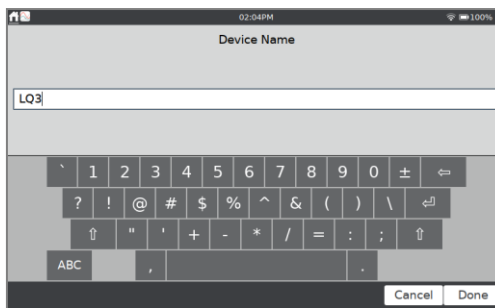 02:04PM 100%
Device Name
LQ3
` 1 2 3 4 5 6 7 8 9 0 ± ⇦
? ! @ # $ % ^ & ( ) \ ⏎
⇧ " ' + - * / = : ; ⇧
ABC , .
Cancel Done